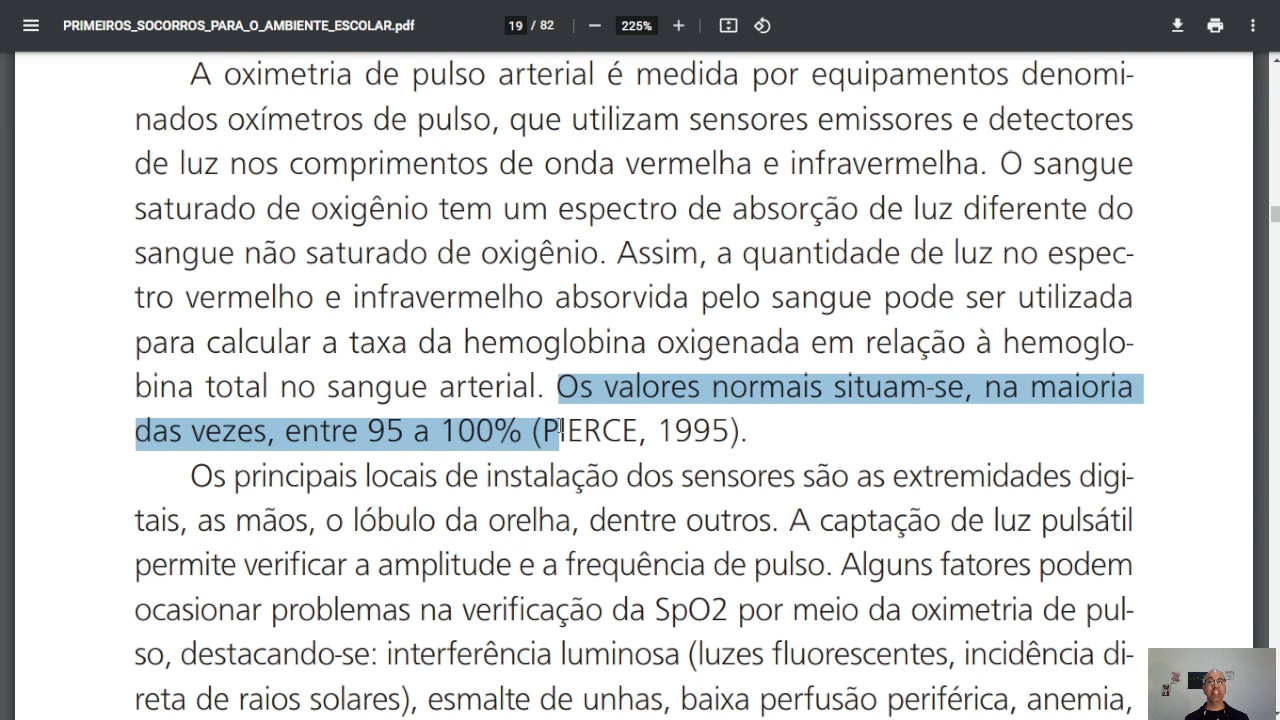 PRIMEIROS_SOCORROS_PARA_O_AMBIENTE_ESCOLAR.pdf 19 / 82 225%
A oximetria de pulso arterial é medida por equipamentos denomi-
nados oxímetros de pulso, que utilizam sensores emissores e detectores
de luz nos comprimentos de onda vermelha e infravermelha. O sangue
saturado de oxigênio tem um espectro de absorção de luz diferente do
sangue não saturado de oxigênio. Assim, a quantidade de luz no espec-
tro vermelho e infravermelho absorvida pelo sangue pode ser utilizada
para calcular a taxa da hemoglobina oxigenada em relação à hemoglo-
bina total no sangue arterial. Os valores normais situam-se, na maioria
das vezes, entre 95 a 100% (PIERCE, 1995).
Os principais locais de instalação dos sensores são as extremidades digi-
tais, as mãos, o lóbulo da orelha, dentre outros. A captação de luz pulsátil
permite verificar a amplitude e a frequência de pulso. Alguns fatores podem
ocasionar problemas na verificação da SpO2 por meio da oximetria de pul-
so, destacando-se: interferência luminosa (luzes fluorescentes, incidência di-
reta de raios solares), esmalte de unhas, baixa perfusão periférica, anemia,